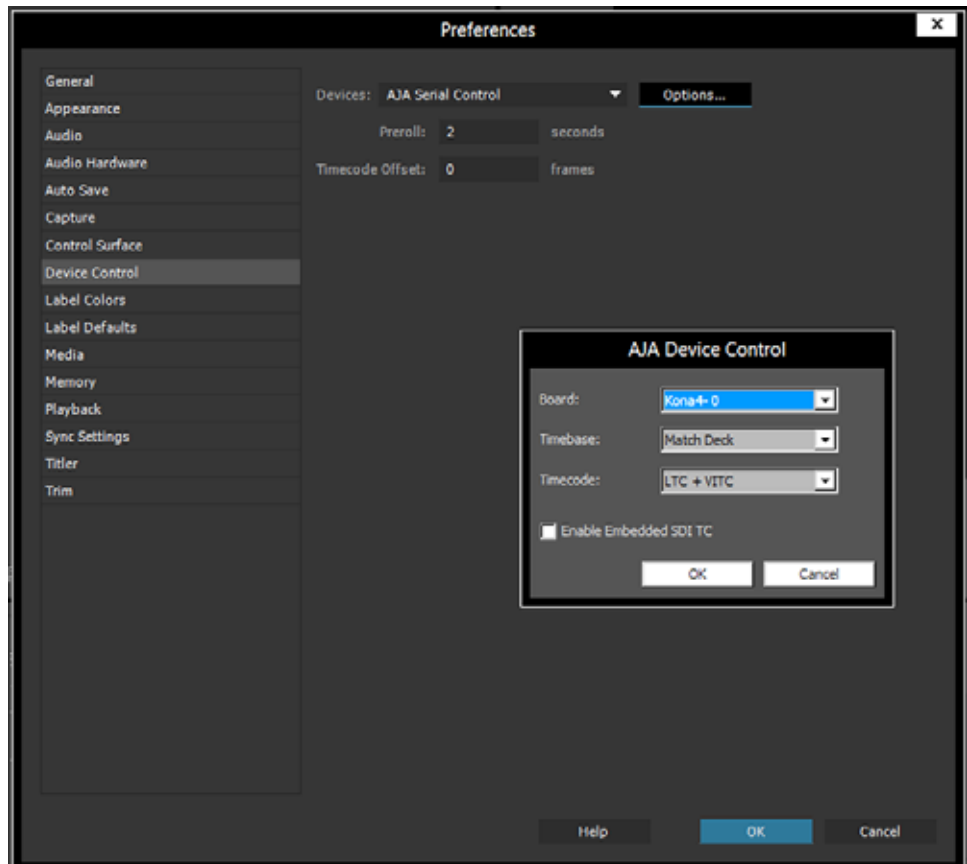 Preferences
x
General
Appearance
Audio
Audio Hardware
Auto Save
Capture
Control Surface
Device Control
Label Colors
Label Defaults
Media
Memory
Playback
Sync Settings
Titler
Trim
Devices: AJA Serial Control Options...
Preroll: 2 seconds
Timecode Offset: 0 frames
AJA Device Control
Board: Kona4- 0
Timebase: Match Deck
Timecode: LTC + VITC
Enable Embedded SDI TC
OK Cancel
Help OK Cancel